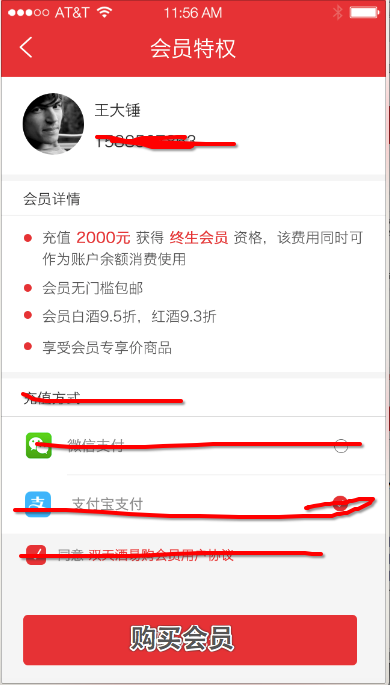 AT&T 11:56 AM
会员特权
王大锤
会员详情
充值 2000元 获得 终生会员 资格，该费用同时可
作为账户余额消费使用
会员无门槛包邮
会员白酒9.5折，红酒9.3折
享受会员专享价商品
充值方式
微信支付
支付宝支付
同意 双天酒易购会员用户协议
购买会员